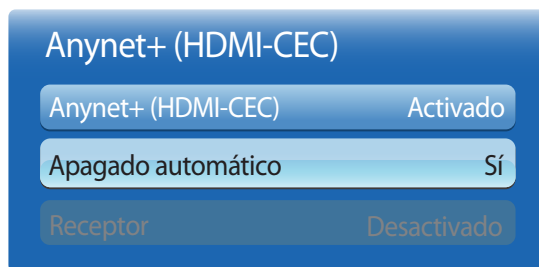 Anynet+ (HDMI-CEC)
Anynet+ (HDMI-CEC) Activado
Apagado automático Sí
Receptor Desactivado